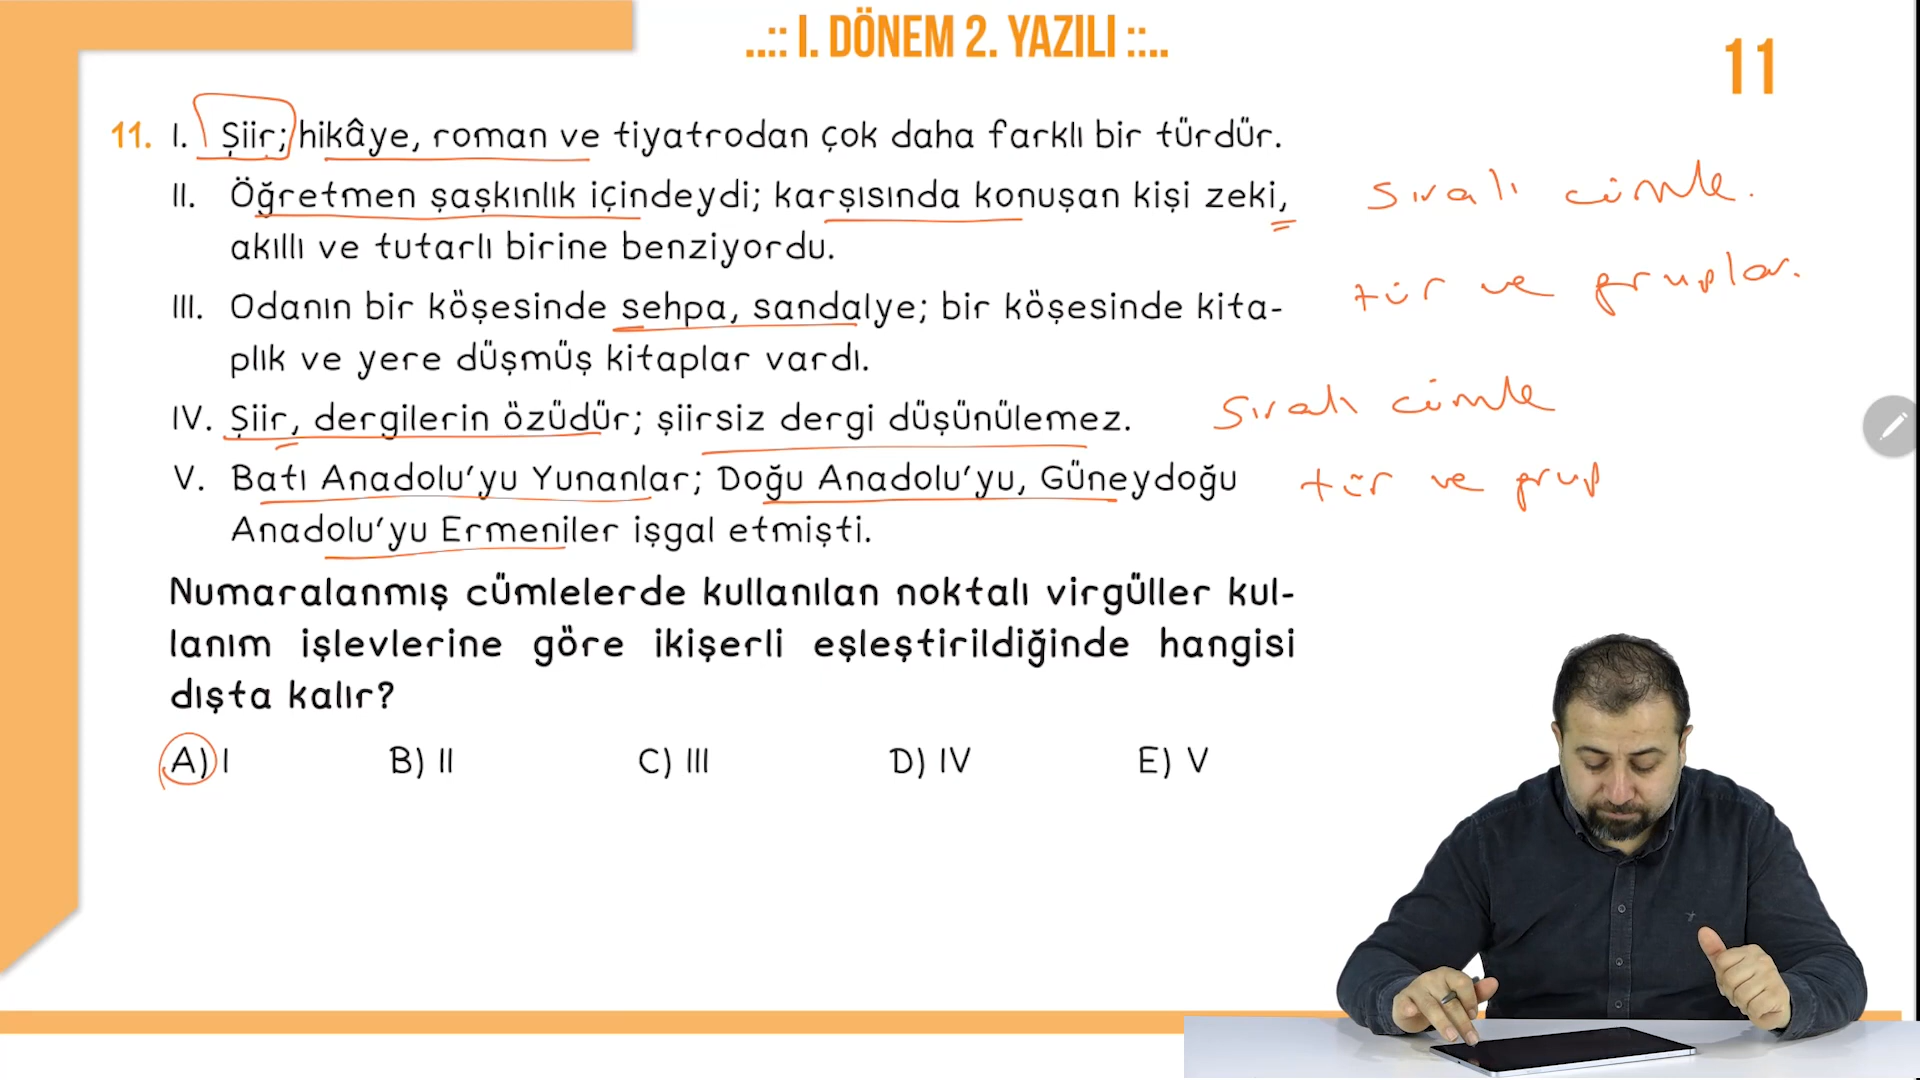 ..:: I. DÖNEM 2. YAZILI ::..
11
11. I. Şiir; hikâye, roman ve tiyatrodan çok daha farklı bir türdür.
II. Öğretmen şaşkınlık içindeydi; karşısında konuşan kişi zeki,
akıllı ve tutarlı birine benziyordu.
sıralı cümle.
tür ve gruplar.
III. Odanın bir köşesinde sehpa, sandalye; bir köşesinde kita-
plık ve yere düşmüş kitaplar vardı.
IV. Şiir, dergilerin özüdür; şiirsiz dergi düşünülemez.
sıralı cümle
V. Batı Anadolu’yu Yunanlar; Doğu Anadolu’yu, Güneydoğu
Anadolu’yu Ermeniler işgal etmişti.
tür ve grup
Numaralanmış cümlelerde kullanılan noktalı virgüller kul-
lanım işlevlerine göre ikişerli eşleştirildiğinde hangisi
dışta kalır?
A) I B) II C) III D) IV E) V